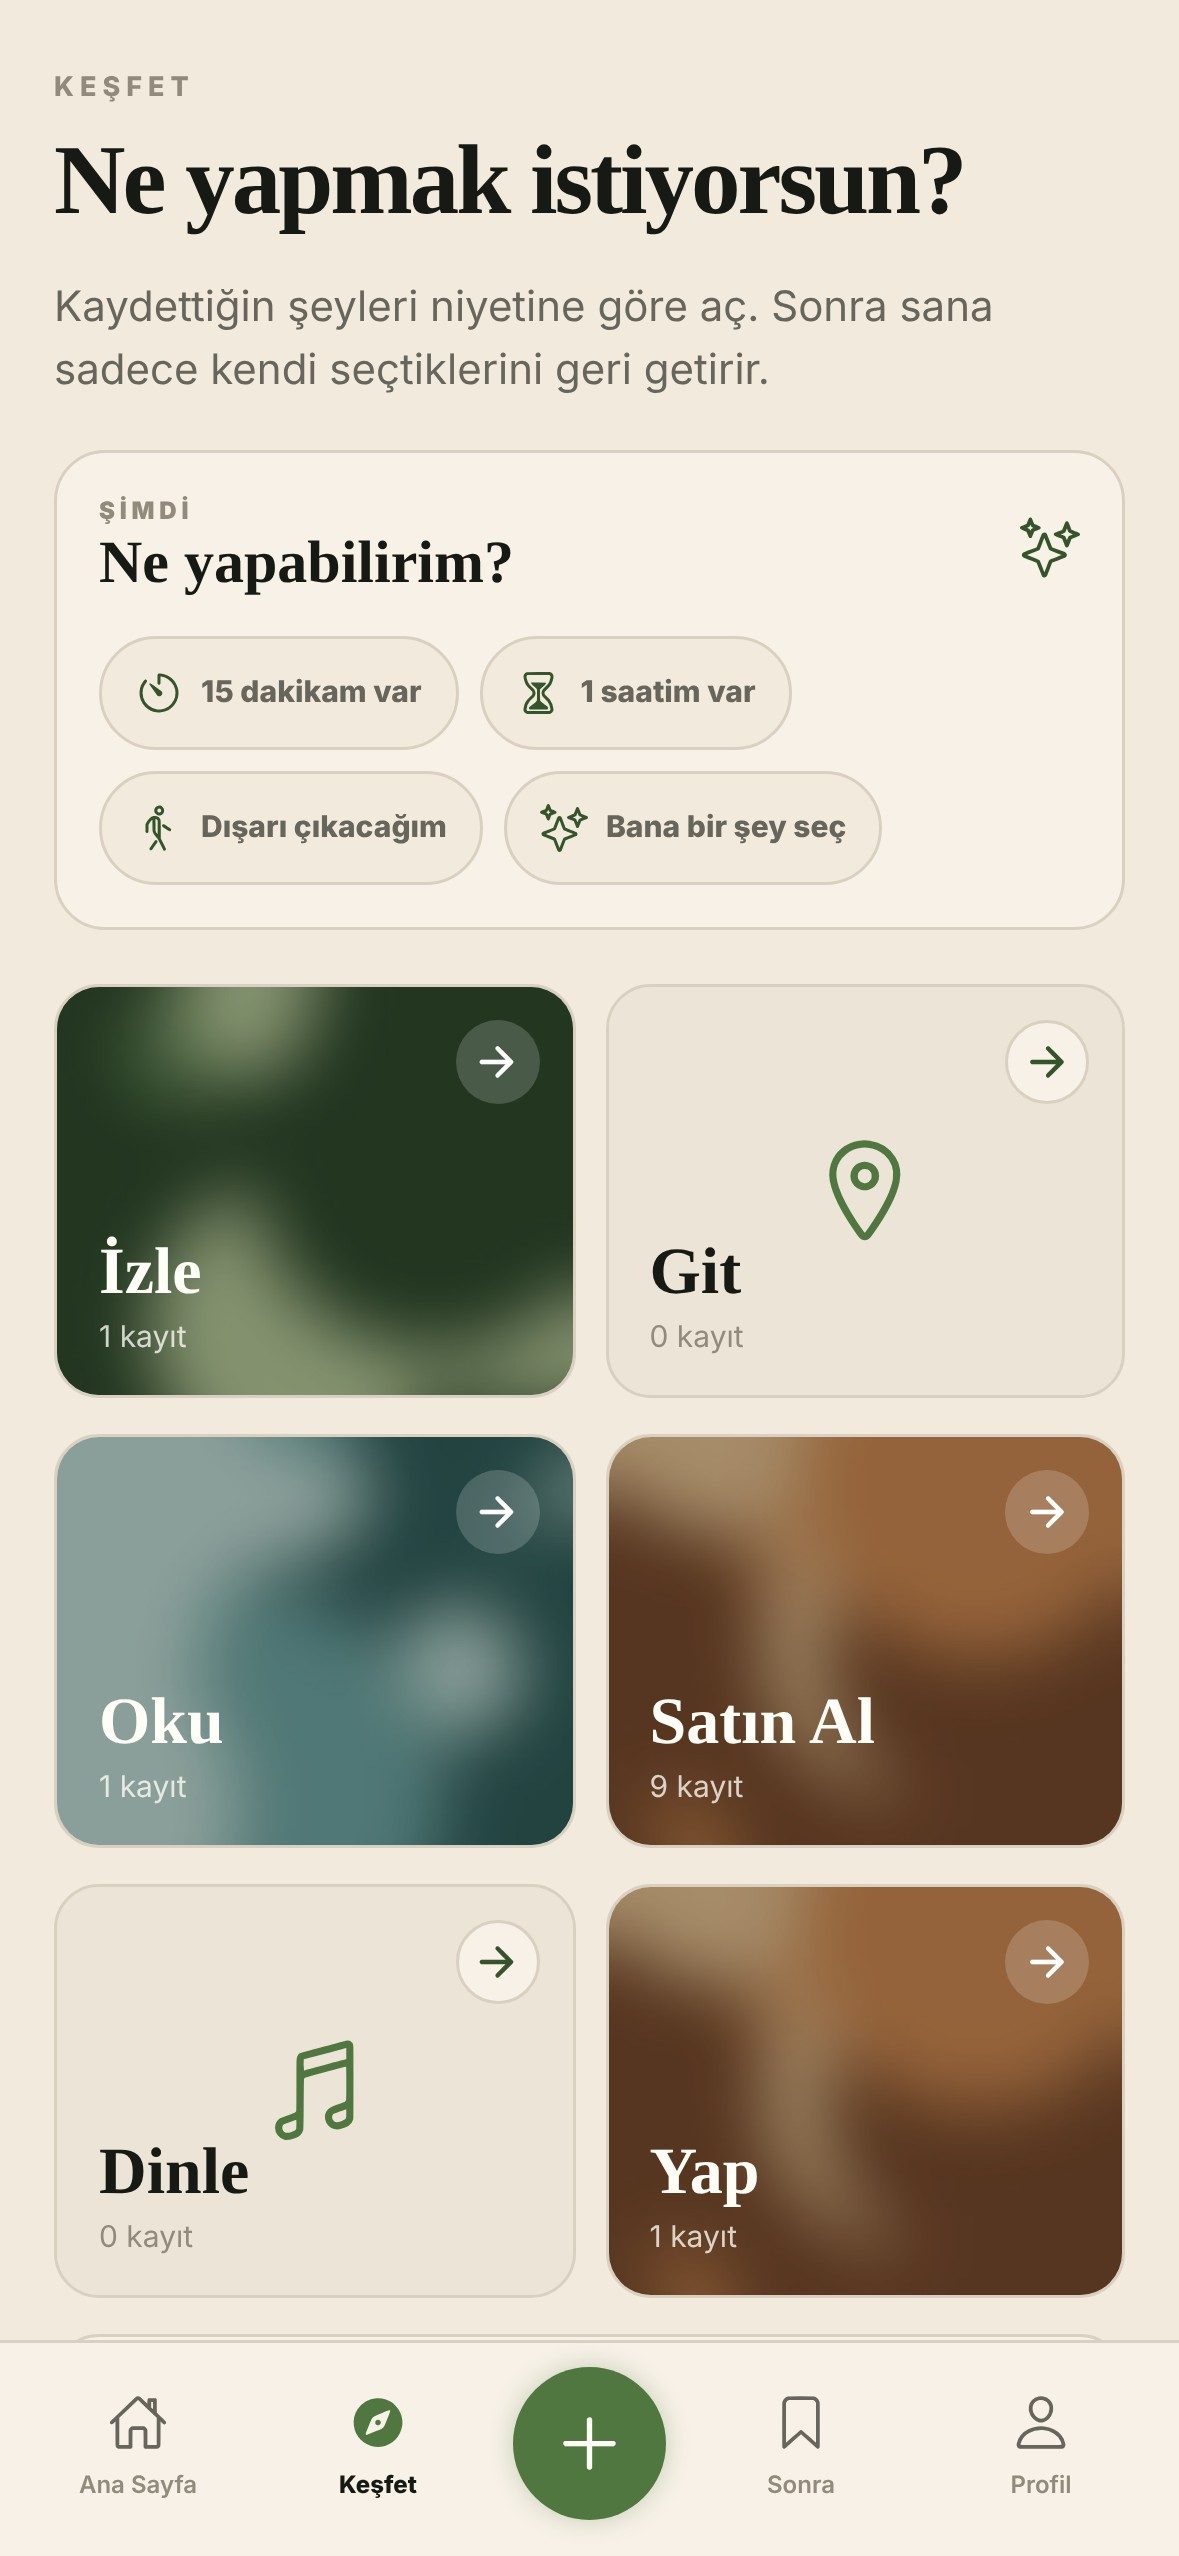 KEŞFET
Ne yapmak istiyorsun?
Kaydettiğin şeyleri niyetine göre aç. Sonra sana
sadece kendi seçtiklerini geri getirir.
ŞİMDİ
Ne yapabilirim?
15 dakikam var
1 saatim var
Dışarı çıkacağım
Bana bir şey seç
İzle
1 kayıt
Git
0 kayıt
Oku
1 kayıt
Satın Al
9 kayıt
Dinle
0 kayıt
Yap
1 kayıt
Ana Sayfa
Keşfet
Sonra
Profil